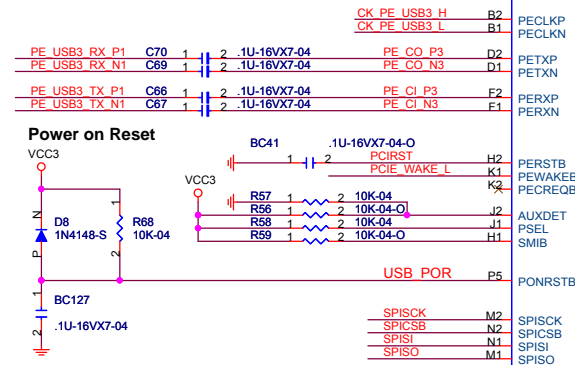 CK_PE_USB3_H B2 PECLKP
CK_PE_USB3_L B1 PECLKN
PE_USB3_RX_P1 C70 1 2 .1U-16VX7-04 PE_CO_P3 D2 PETXP
PE_USB3_RX_N1 C69 1 2 .1U-16VX7-04 PE_CO_N3 D1 PETXN
PE_USB3_TX_P1 C66 1 2 .1U-16VX7-04 PE_CI_P3 F2 PERXP
PE_USB3_TX_N1 C67 1 2 .1U-16VX7-04 PE_CI_N3 F1 PERXN
Power on Reset
BC41 .1U-16VX7-04-O
VCC3
1 2 PCIRST H2 PERSTB
PCIE_WAKE_L K1 PEWAKEB
VCC3 K2 PECREQB
R57 1 2 10K-04
R56 1 2 10K-04-O J2 AUXDET
R58 1 2 10K-04 J1 PSEL
R59 1 2 10K-04-O H1 SMIB
N 1
D8 R68
1N4148-S 10K-04
P 2
USB_POR P5 PONRSTB
1
BC127
.1U-16VX7-04
2
SPISCK M2 SPISCK
SPICSB N2 SPICSB
SPISI N1 SPISI
SPISO M1 SPISO